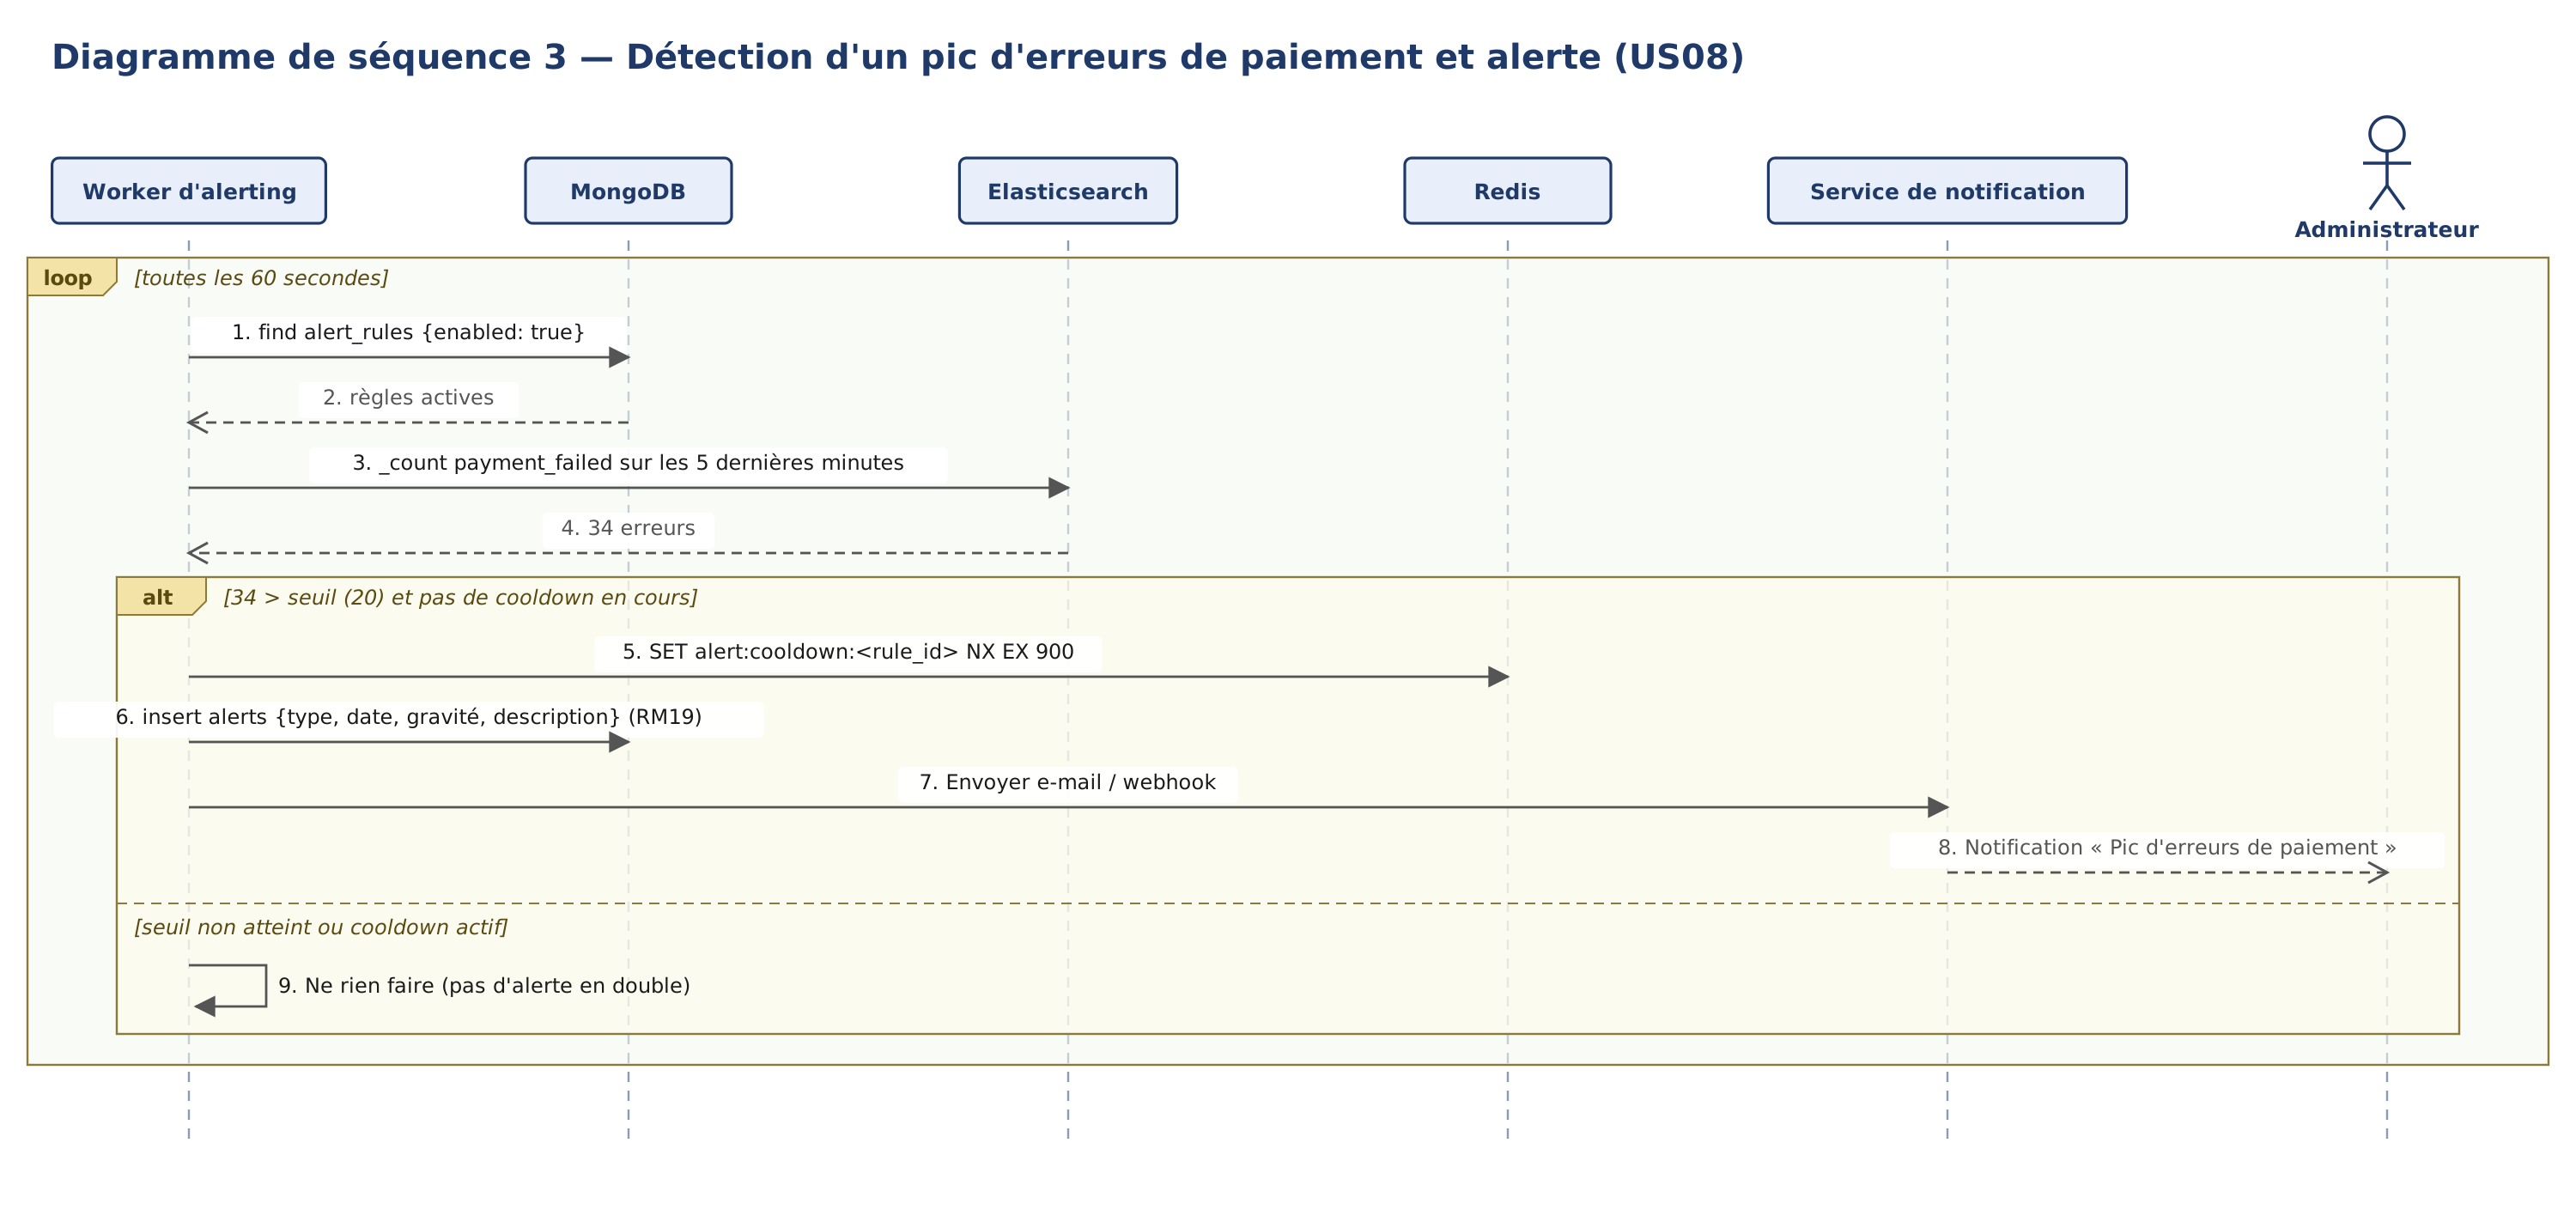 Diagramme de séquence 3 — Détection d'un pic d'erreurs de paiement et alerte (US08)
Worker d'alerting
MongoDB
Elasticsearch
Redis
Service de notification
Administrateur
loop
[toutes les 60 secondes]
1. find alert_rules {enabled: true}
2. règles actives
3. _count payment_failed sur les 5 dernières minutes
4. 34 erreurs
alt
[34 > seuil (20) et pas de cooldown en cours]
5. SET alert:cooldown:<rule_id> NX EX 900
6. insert alerts {type, date, gravité, description} (RM19)
7. Envoyer e-mail / webhook
8. Notification « Pic d'erreurs de paiement »
[seuil non atteint ou cooldown actif]
9. Ne rien faire (pas d'alerte en double)